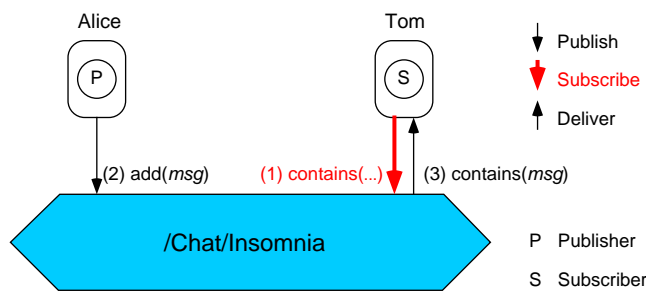 Alice
Tom
P
S
Publish
Subscribe
Deliver
(2) add(msg)
(1) contains(...)
(3) contains(msg)
/Chat/Insomnia
P Publisher
S Subscriber